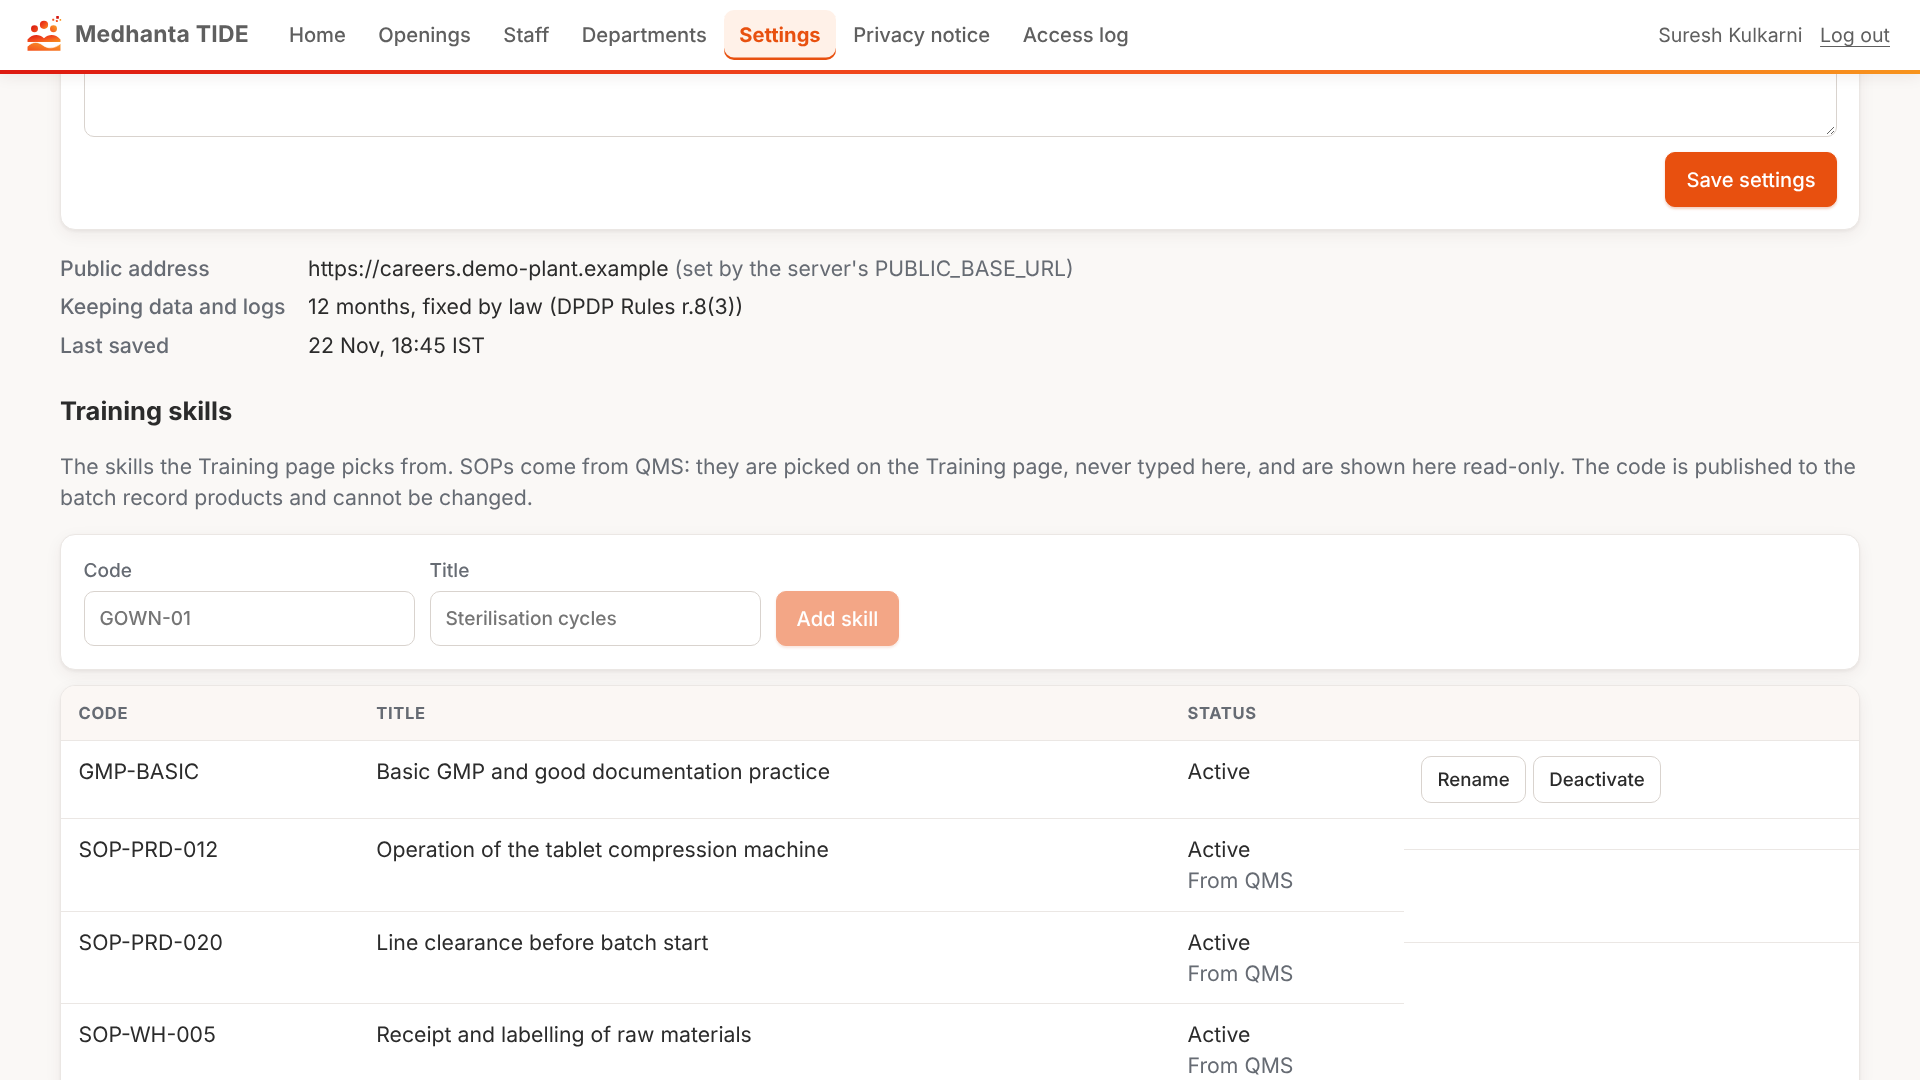 Medhanta TIDE
Home
Openings
Staff
Departments
Settings
Privacy notice
Access log
Suresh Kulkarni
Log out
Save settings
Public address https://careers.demo-plant.example (set by the server's PUBLIC_BASE_URL)
Keeping data and logs 12 months, fixed by law (DPDP Rules r.8(3))
Last saved 22 Nov, 18:45 IST
Training skills
The skills the Training page picks from. SOPs come from QMS: they are picked on the Training page, never typed here, and are shown here read-only. The code is published to the
batch record products and cannot be changed.
Code Title
GOWN-01 Sterilisation cycles Add skill
CODE TITLE STATUS
GMP-BASIC Basic GMP and good documentation practice Active Rename Deactivate
SOP-PRD-012 Operation of the tablet compression machine Active
From QMS
SOP-PRD-020 Line clearance before batch start Active
From QMS
SOP-WH-005 Receipt and labelling of raw materials Active
From QMS